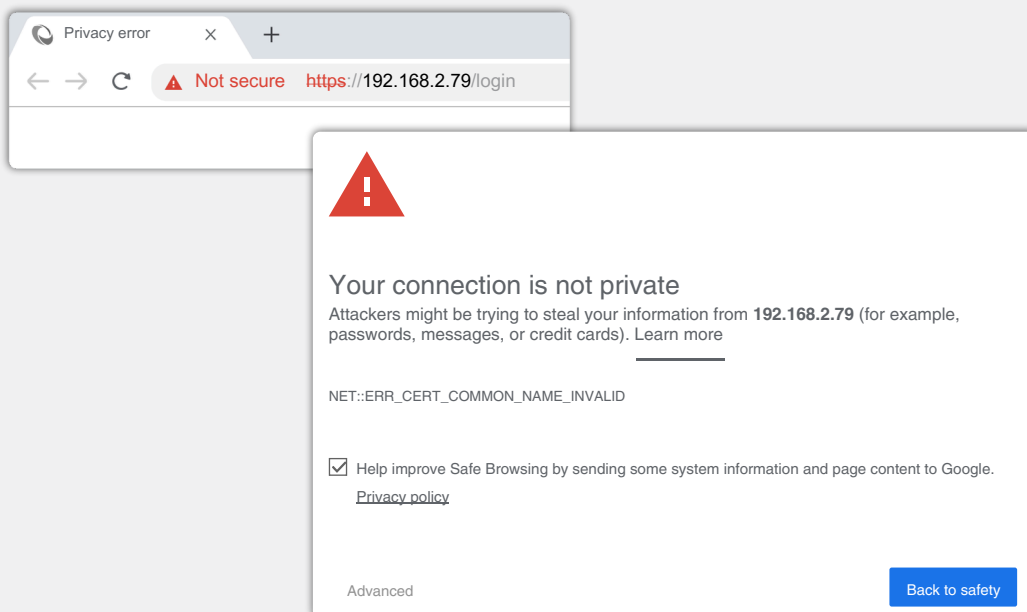 Privacy error
Not secure https://192.168.2.79/login
Your connection is not private
Attackers might be trying to steal your information from 192.168.2.79 (for example,
passwords, messages, or credit cards). Learn more
NET::ERR_CERT_COMMON_NAME_INVALID
Help improve Safe Browsing by sending some system information and page content to Google.
Privacy policy
Advanced
Back to safety